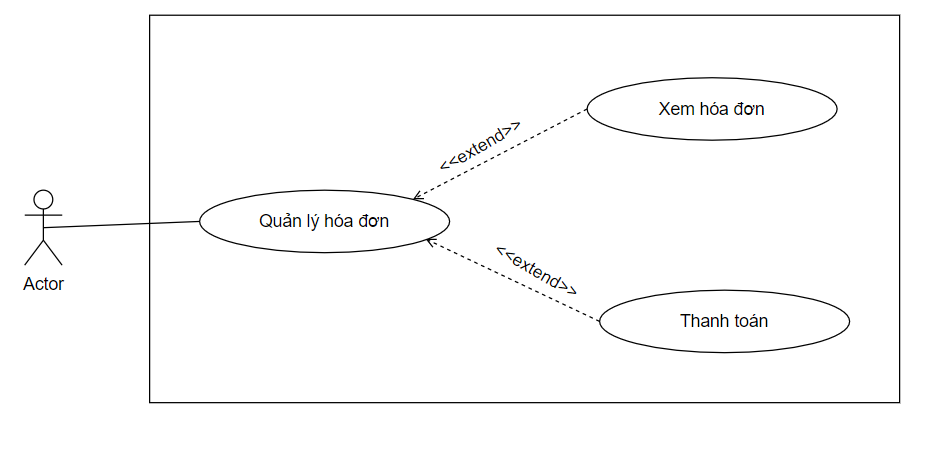 Xem hóa đơn
<<extend>>
Quản lý hóa đơn
<<extend>>
Actor
Thanh toán